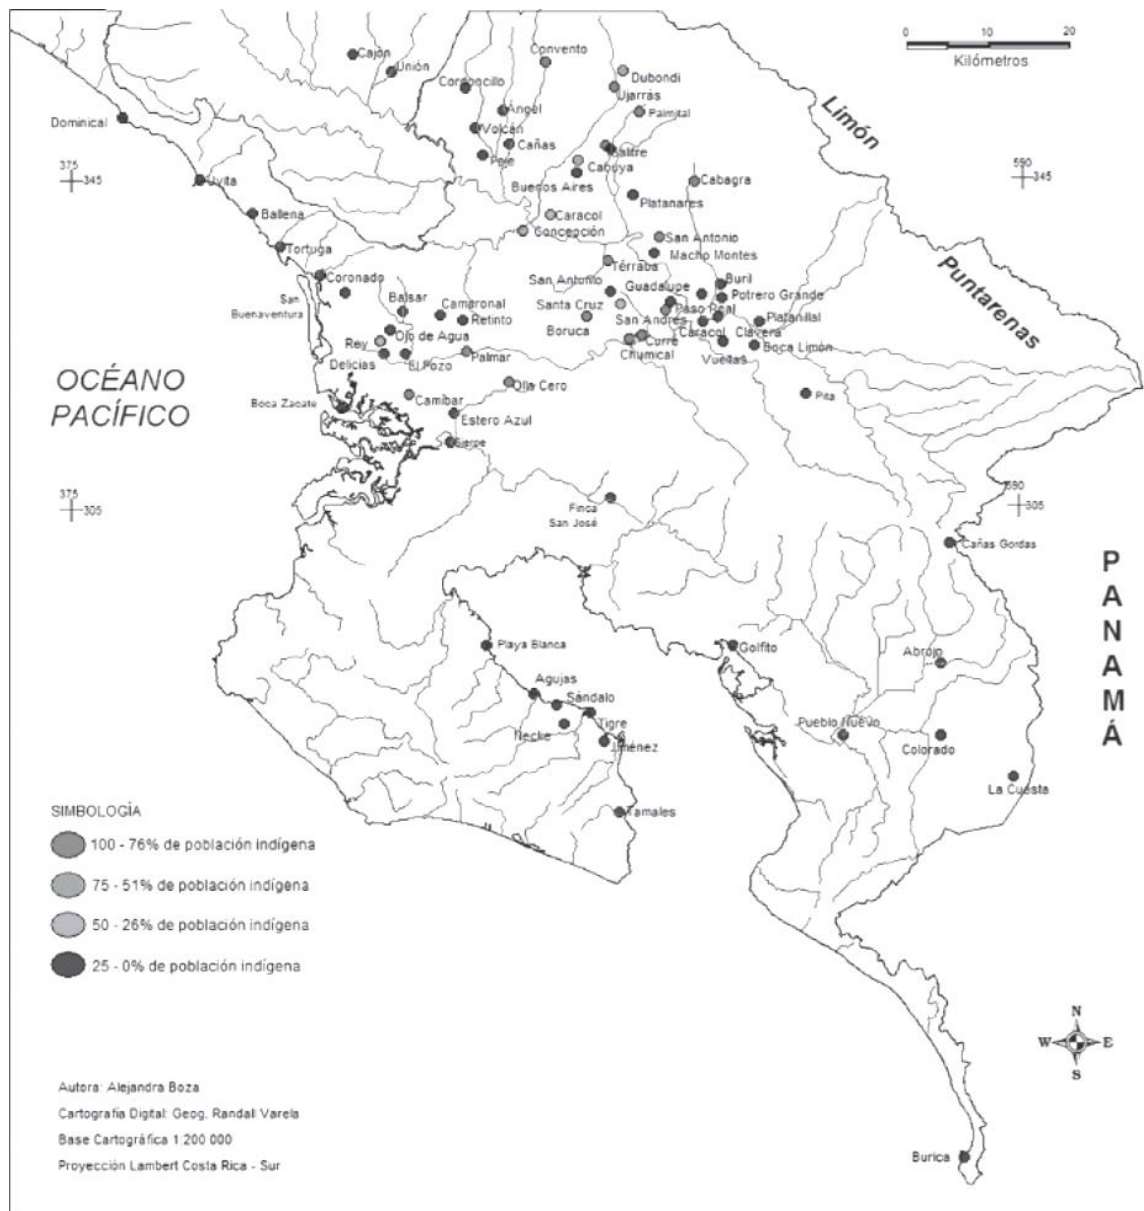 0 10 20
Kilómetros
Convento
Cajón
Unión
Dubondi
Cordoncillo
Ujarrás
Ángel
Palmital
Limón
Dominical
Volcán
Cañas
Salitre
Peje
Cabuya
375
345
590
345
Uvita
Buenos Aires
Cabagra
Platanares
Ballena
Caracol
Concepción
San Antonio
Tortuga
Macho Montes
Térraba
Puntarenas
Coronado
San Antonio
Guadalupe
Buril
San
Buenaventura
Balsar
Camaronal
Santa Cruz
Potrero Grande
Retinto
Boruca
San Andrés
Paso Real
Platanillal
Ojo de Agua
Caracol
Clavera
Rey
Curré
Boca Limón
Delicias
El Pozo
Palmar
Chumical
Vueltas
OCÉANO
PACÍFICO
Olla Cero
Boca Zacate
Camíbar
Pita
Estero Azul
Sierpe
375
305
590
305
Finca
San José
Cañas Gordas
PANAMÁ
Playa Blanca
Golfito
Abrojo
Agujas
Sándalo
Necke
Tigre
Pueblo Nuevo
Jiménez
Colorado
La Cuesta
Tamales
SIMBOLOGÍA
100 - 76% de población indígena
75 - 51% de población indígena
50 - 26% de población indígena
25 - 0% de población indígena
N
W E
S
Autora: Alejandra Boza
Cartografía Digital: Geog. Randall Varela
Base Cartográfica 1:200 000
Proyección Lambert Costa Rica - Sur
Burica